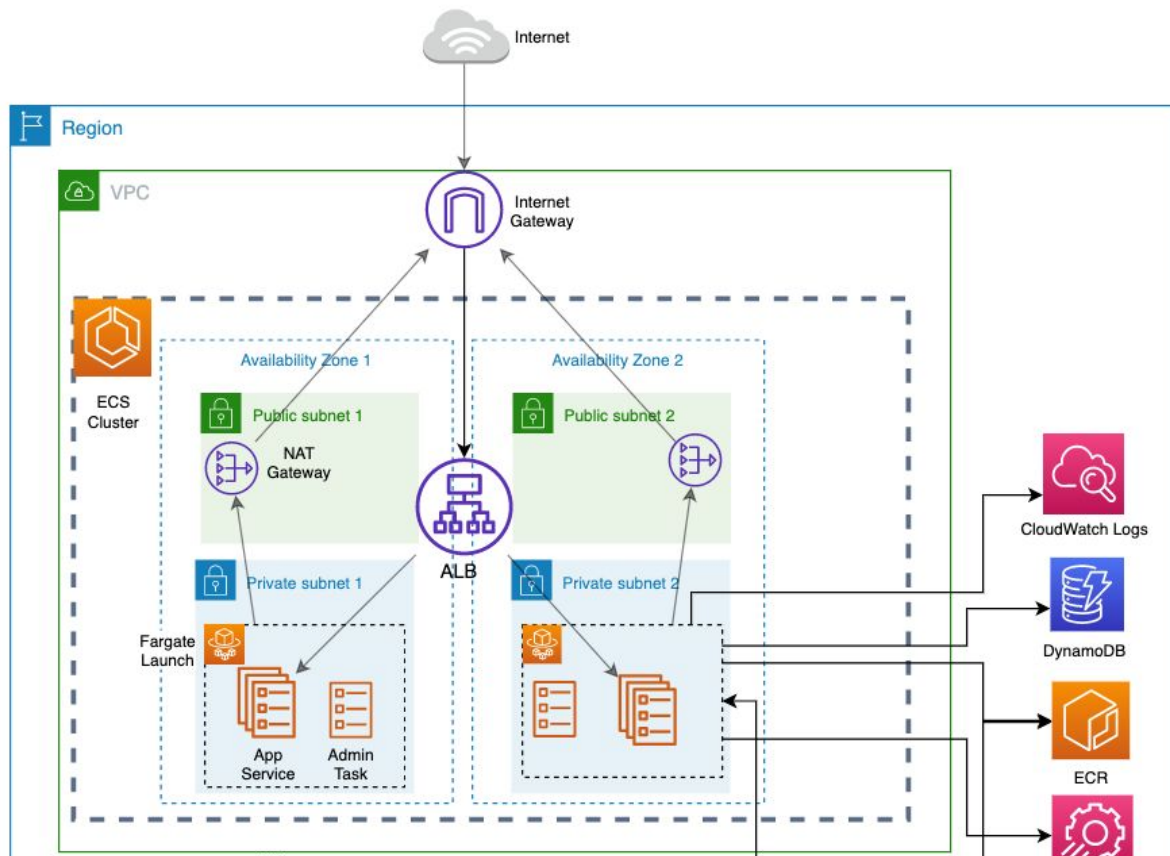 Internet
Region
VPC
Internet
Gateway
ECS
Cluster
Availability Zone 1
Availability Zone 2
Public subnet 1
Public subnet 2
NAT
Gateway
CloudWatch Logs
ALB
Private subnet 1
Private subnet 2
Fargate
Launch
DynamoDB
App
Service
Admin
Task
ECR